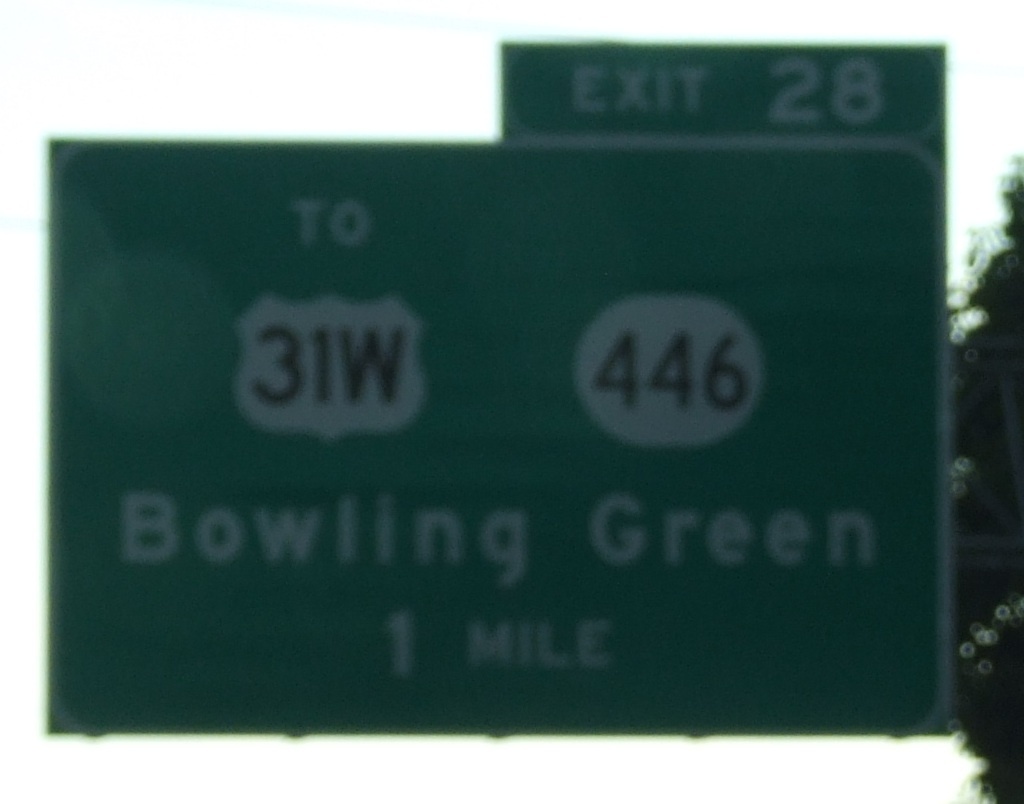 EXIT 28
TO
31W 446
Bowling Green
1 MILE